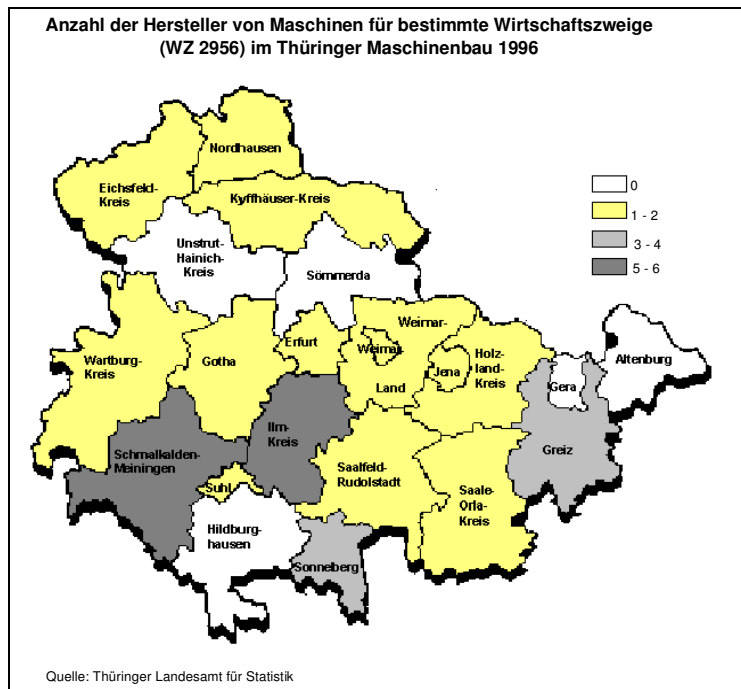 Anzahl der Hersteller von Maschinen für bestimmte Wirtschaftszweige
(WZ 2956) im Thüringer Maschinenbau 1996
Nordhausen
Eichsfeld-
Kreis
Kyffhäuser-Kreis
0
1 - 2
3 - 4
5 - 6
Unstrut-
Hainich-
Kreis
Sömmerda
Wartburg-
Kreis
Gotha
Erfurt
Weimar-
Land
Weimar
Jena
Holz-
land-
Kreis
Gera
Altenburg
Greiz
Schmalkalden-
Meiningen
Ilm-
Kreis
Suhl
Saalfeld-
Rudolstadt
Saale-
Orla-
Kreis
Hildburg-
hausen
Sonneberg
Quelle: Thüringer Landesamt für Statistik